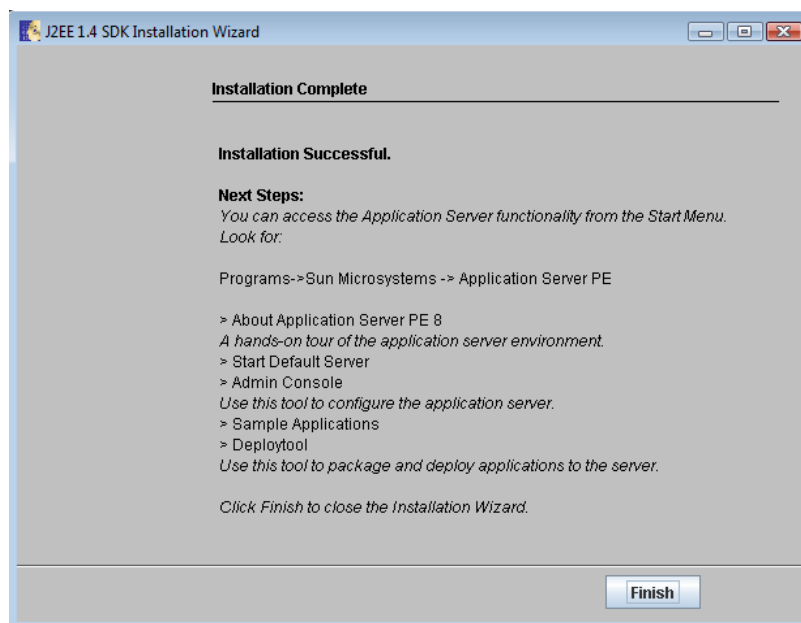 J2EE 1.4 SDK Installation Wizard
Installation Complete
Installation Successful.
Next Steps:
You can access the Application Server functionality from the Start Menu.
Look for:
Programs->Sun Microsystems -> Application Server PE
> About Application Server PE 8
A hands-on tour of the application server environment.
> Start Default Server
> Admin Console
Use this tool to configure the application server.
> Sample Applications
> Deploytool
Use this tool to package and deploy applications to the server.
Click Finish to close the Installation Wizard.
Finish